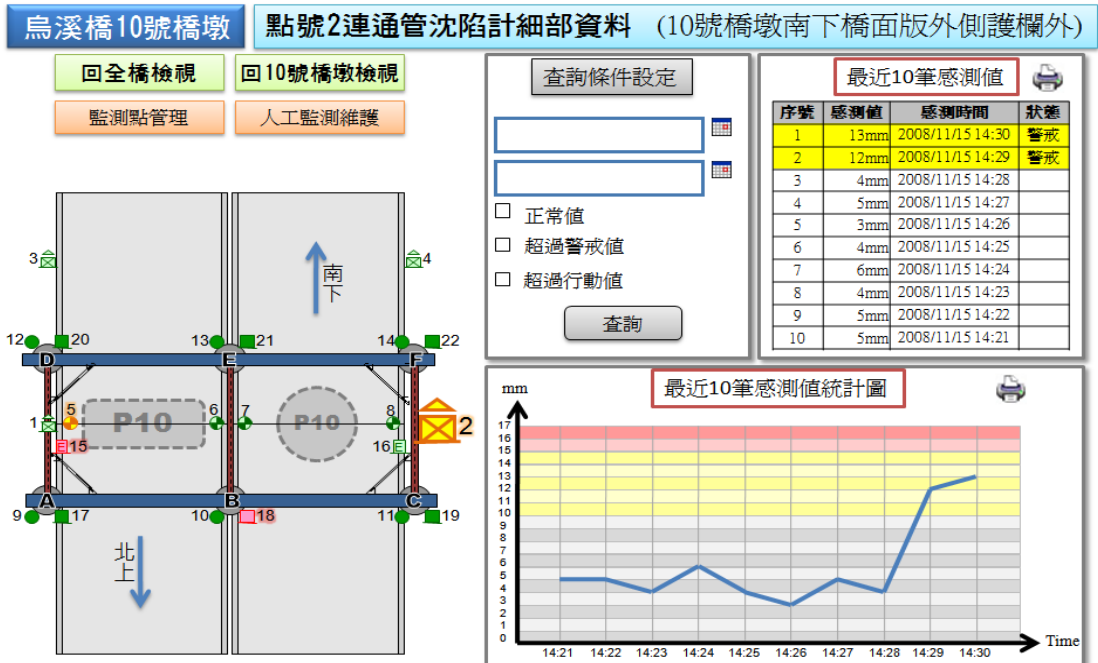 烏溪橋10號橋墩
點號2連通管沈陷計細部資料 (10號橋墩南下橋面版外側護欄外)
回全橋檢視
回10號橋墩檢視
監測點管理
人工監測維護
3
4
南下
12
20
13
21
14
22
D
E
F
1
5
P10
6
7
P10
8
2
E15
16E
A
B
C
9
17
10
18
11
19
北上
查詢條件設定
正常值
超過警戒值
超過行動值
查詢
最近10筆感測值
序號 感測值 感測時間 狀態
1 13mm 2008/11/15 14:30 警戒
2 12mm 2008/11/15 14:29 警戒
3 4mm 2008/11/15 14:28
4 5mm 2008/11/15 14:27
5 3mm 2008/11/15 14:26
6 4mm 2008/11/15 14:25
7 6mm 2008/11/15 14:24
8 4mm 2008/11/15 14:23
9 5mm 2008/11/15 14:22
10 5mm 2008/11/15 14:21
最近10筆感測值統計圖
mm
17
16
15
14
13
12
11
10
9
8
7
6
5
4
3
2
1
0
14:21 14:22 14:23 14:24 14:25 14:26 14:27 14:28 14:29 14:30
Time